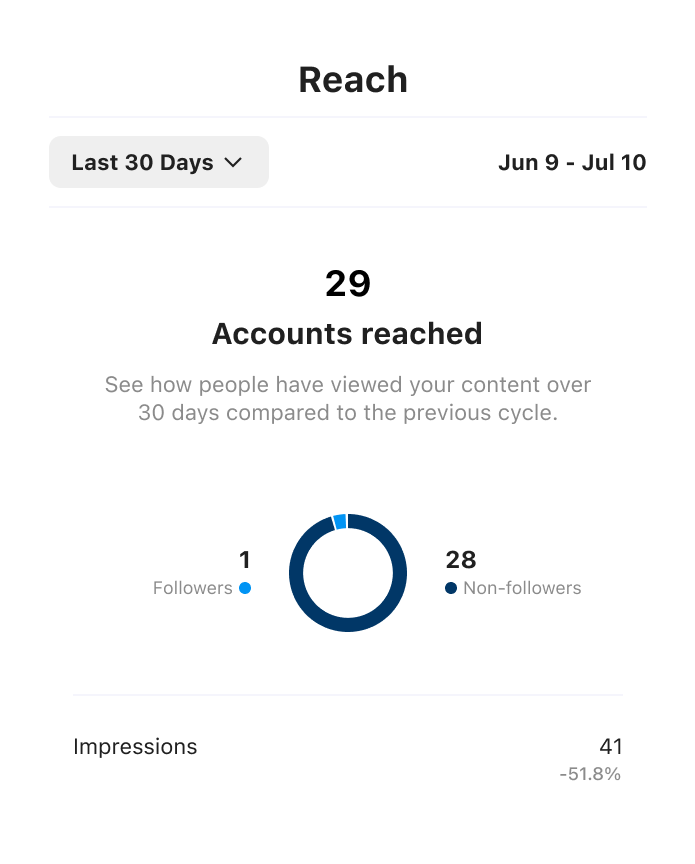 Reach
Last 30 Days
Jun 9 - Jul 10
29
Accounts reached
See how people have viewed your content over
30 days compared to the previous cycle.
1
Followers
28
Non-followers
Impressions
41
-51.8%